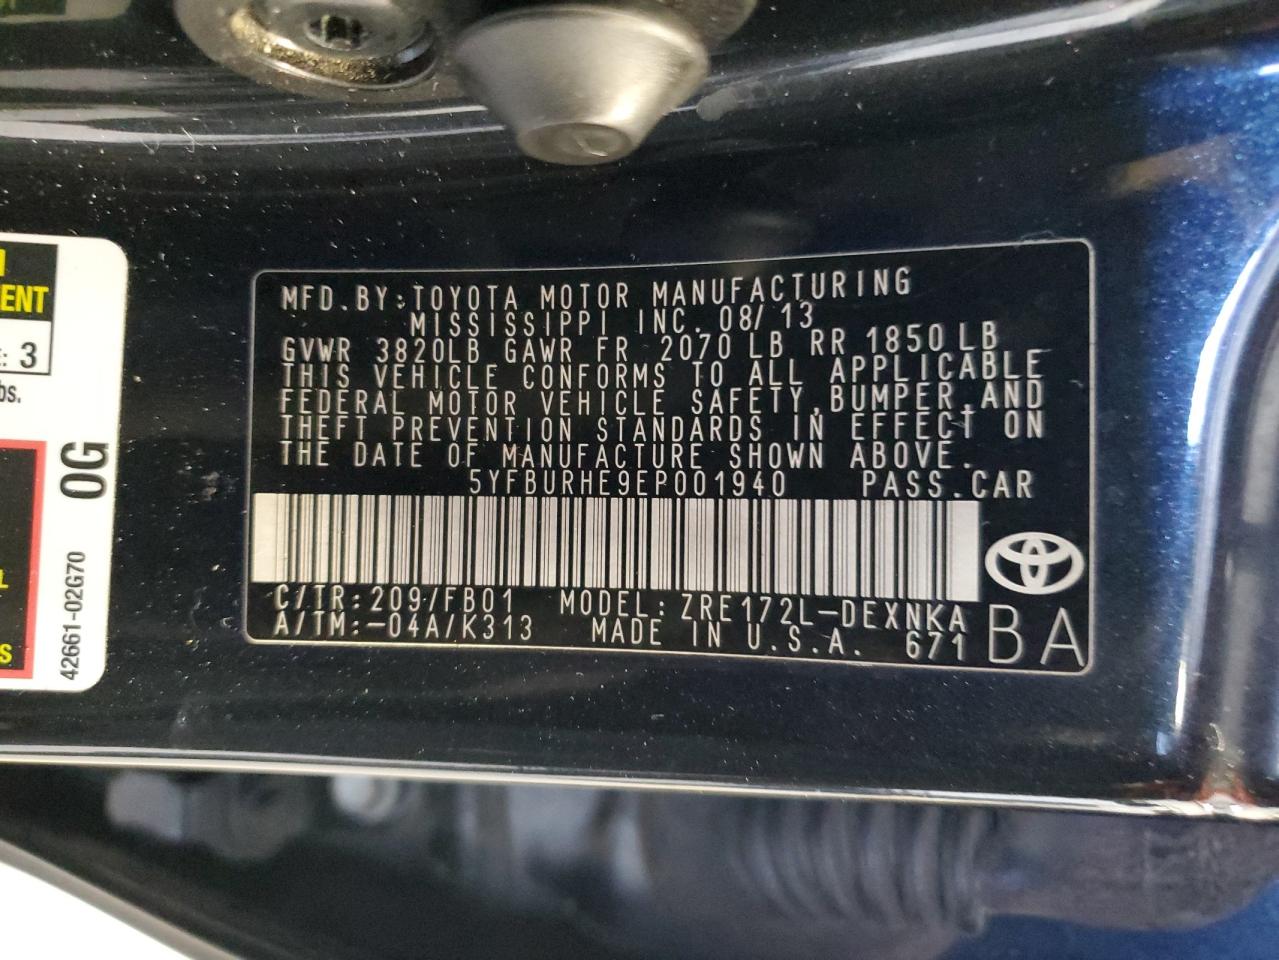 MFD.BY:TOYOTA MOTOR MANUFACTURING
MISSISSIPPI INC. 08/13
GVWR 3820LB GAWR FR 2070 LB RR 1850 LB
THIS VEHICLE CONFORMS TO ALL APPLICABLE
FEDERAL MOTOR VEHICLE SAFETY,BUMPER,AND
THEFT PREVENTION STANDARDS IN EFFECT ON
THE DATE OF MANUFACTURE SHOWN ABOVE.
5YFBURHE9EP001940 PASS.CAR
C/TR:209/FB01 MODEL:ZRE172L-DEXNKA
A/TM:-04A/K313 MADE IN U.S.A. 671
BA
: 3
bs.
0G
42661-02G70